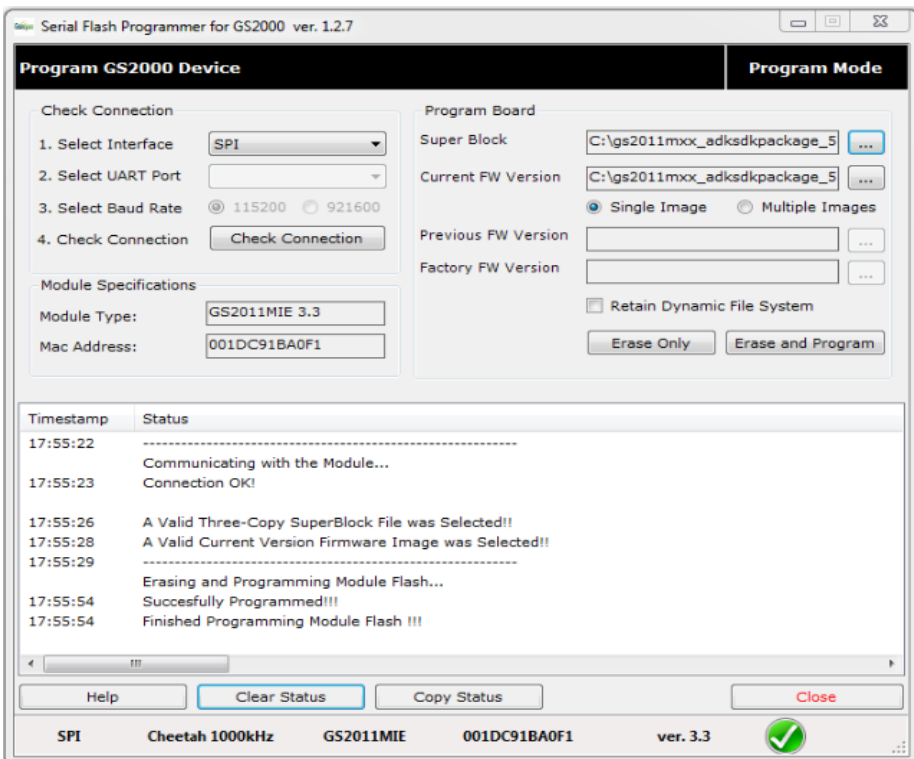 Serial Flash Programmer for GS2000 ver. 1.2.7
Program GS2000 Device
Program Mode
Check Connection
1. Select Interface
SPI
2. Select UART Port
3. Select Baud Rate
115200
921600
4. Check Connection
Check Connection
Module Specifications
Module Type:
GS2011MIE 3.3
Mac Address:
001DC91BA0F1
Program Board
Super Block
C:\gs2011mxx_adksdkpackage_5
...
Current FW Version
C:\gs2011mxx_adksdkpackage_5
...
Single Image
Multiple Images
Previous FW Version
...
Factory FW Version
...
Retain Dynamic File System
Erase Only
Erase and Program
Timestamp Status
17:55:22 ----------------------------------------------------------
Communicating with the Module...
17:55:23 Connection OK!
17:55:26 A Valid Three-Copy SuperBlock File was Selected!!
17:55:28 A Valid Current Version Firmware Image was Selected!!
17:55:29 ----------------------------------------------------------
Erasing and Programming Module Flash...
17:55:54 Succesfully Programmed!!!
17:55:54 Finished Programming Module Flash !!!
Help
Clear Status
Copy Status
Close
SPI Cheetah 1000kHz GS2011MIE 001DC91BA0F1 ver. 3.3